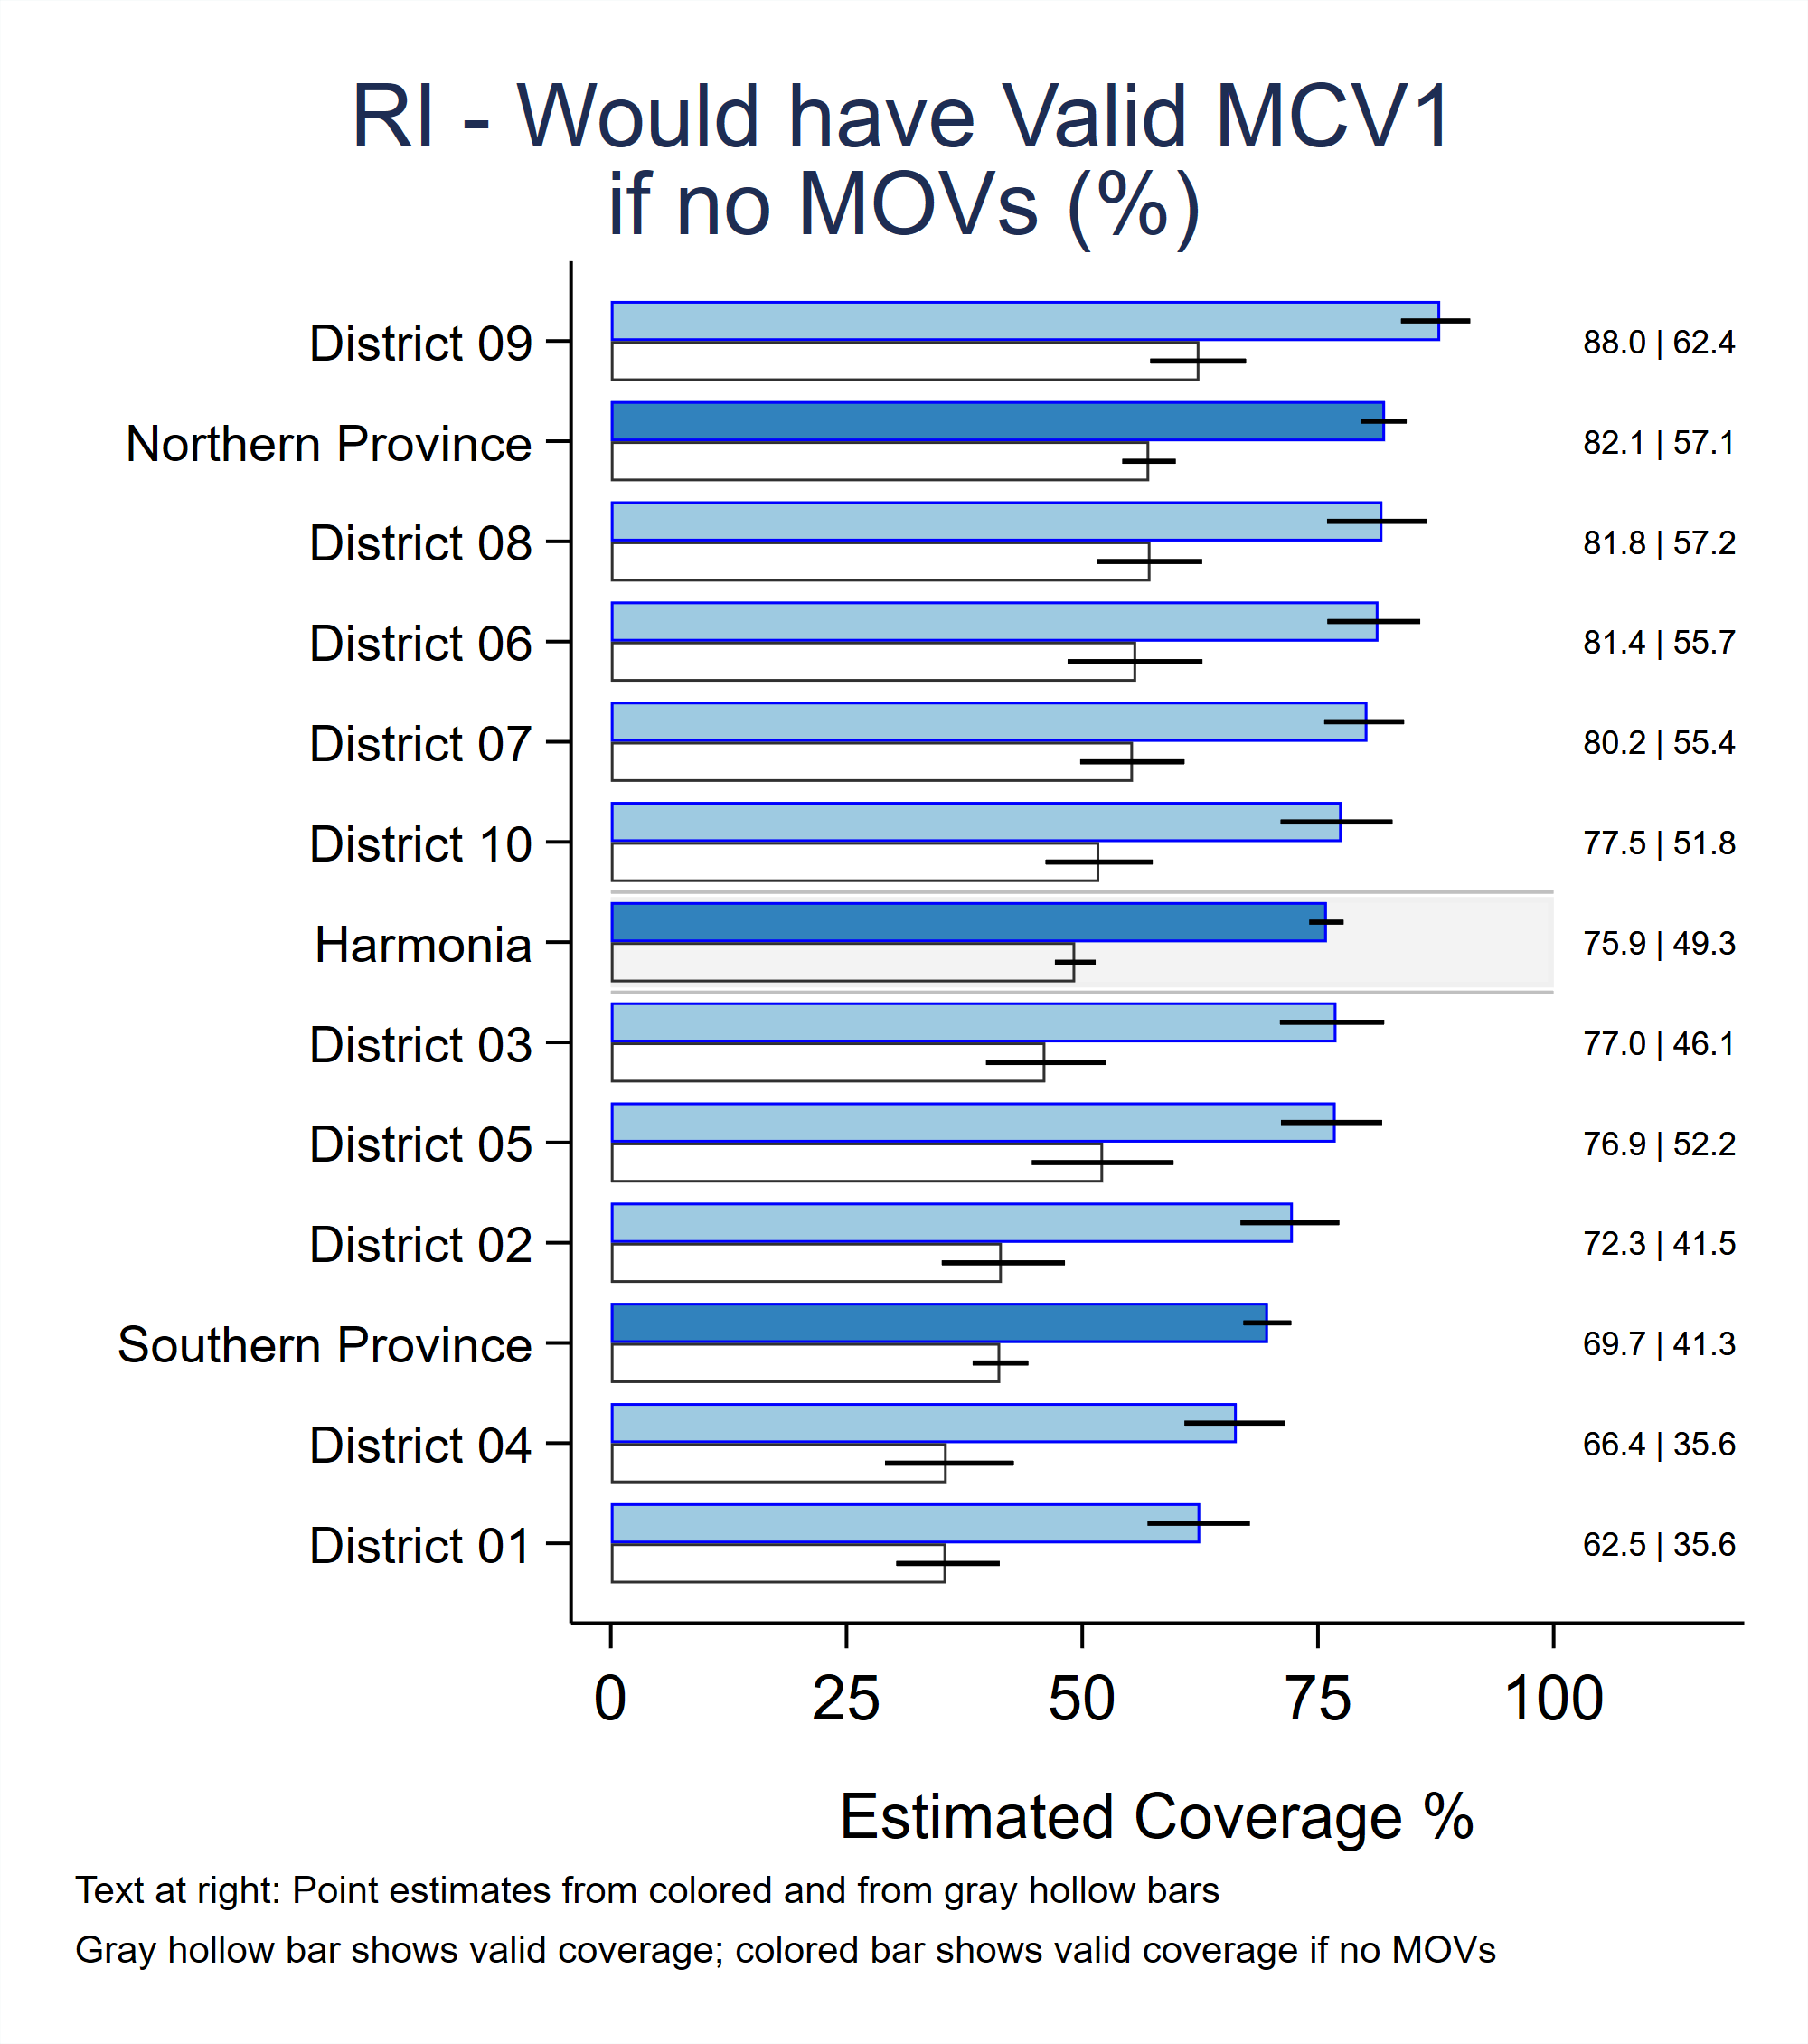 RI - Would have Valid MCV1
if no MOVs (%)
District 09 88.0 | 62.4
Northern Province 82.1 | 57.1
District 08 81.8 | 57.2
District 06 81.4 | 55.7
District 07 80.2 | 55.4
District 10 77.5 | 51.8
Harmonia 75.9 | 49.3
District 03 77.0 | 46.1
District 05 76.9 | 52.2
District 02 72.3 | 41.5
Southern Province 69.7 | 41.3
District 04 66.4 | 35.6
District 01 62.5 | 35.6
0 25 50 75 100
Estimated Coverage %
Text at right: Point estimates from colored and from gray hollow bars
Gray hollow bar shows valid coverage; colored bar shows valid coverage if no MOVs